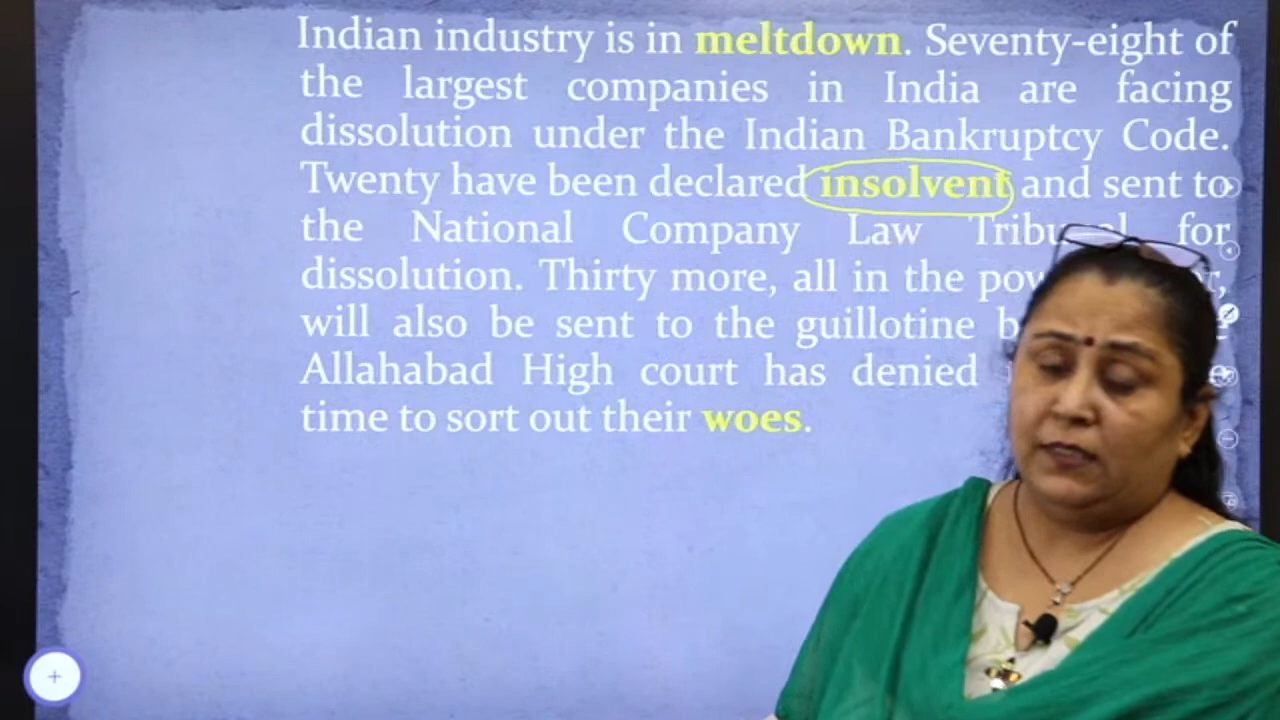 Indian industry is in meltdown. Seventy-eight of
the largest companies in India are facing
dissolution under the Indian Bankruptcy Code.
Twenty have been declared insolvent and sent to
the National Company Law Tribunal for
dissolution. Thirty more, all in the
will also be sent to the guillotine
Allahabad High court has denied
time to sort out their woes.